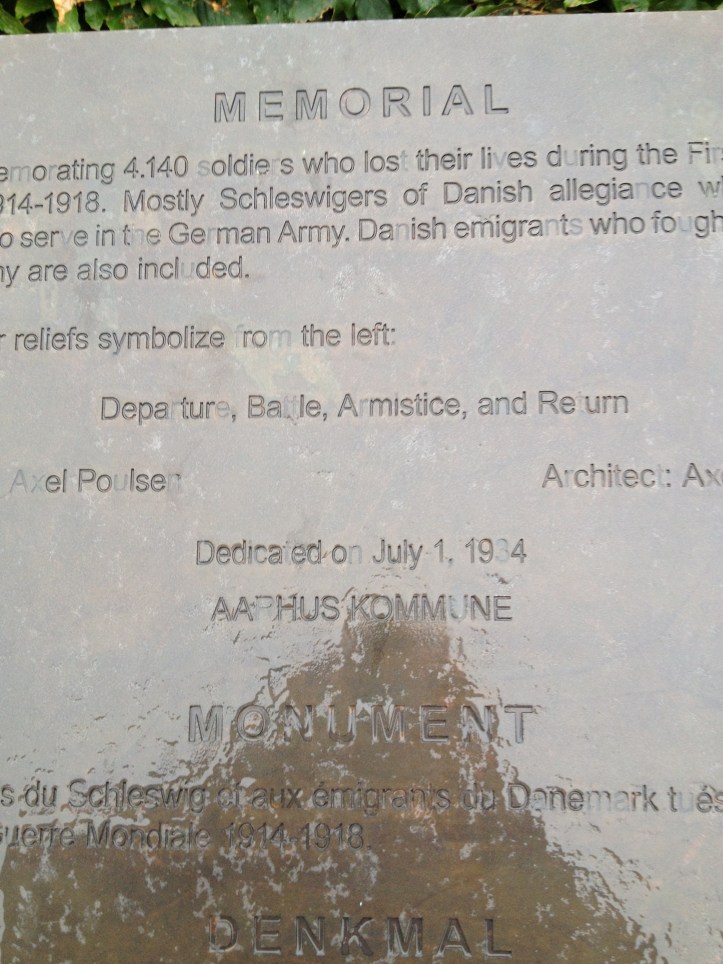 MEMORIAL
emorating 4.140 soldiers who lost their lives during the Firs
914-1918. Mostly Schleswigers of Danish allegiance w
o serve in the German Army. Danish emigrants who fough
ny are also included.
r reliefs symbolize from the left:
Departure, Battle, Armistice, and Return
Axel Poulsen Architect: Axe
Dedicated on July 1, 1934
AARHUS KOMMUNE
MONUMENT
s du Schleswig et aux émigrants du Danemark tués
Guerre Mondiale 1914-1918.
DENKMAL